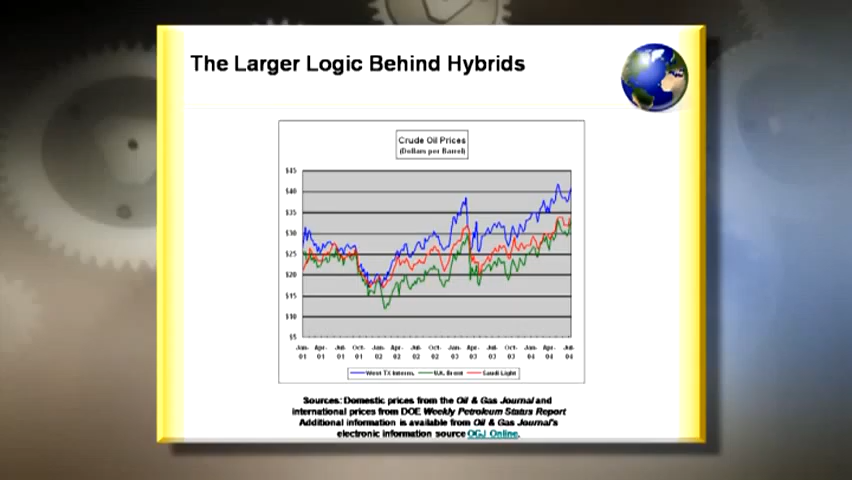 The Larger Logic Behind Hybrids
Crude Oil Prices
(Dollars per Barrel)
$45
$40
$35
$30
$25
$20
$15
$10
$5
Jan- Apr- Jul- Oct- Jan- Apr- Jul- Oct- Jan- Apr- Jul- Oct- Jan- Apr- Jul-
01 01 01 01 02 02 02 02 03 03 03 03 04 04 04
West TX Interm. U.K. Brent Saudi Light
Sources: Domestic prices from the Oil & Gas Journal and
international prices from DOE Weekly Petroleum Status Report
Additional information is available from Oil & Gas Journal's
electronic information source OGJ Online.